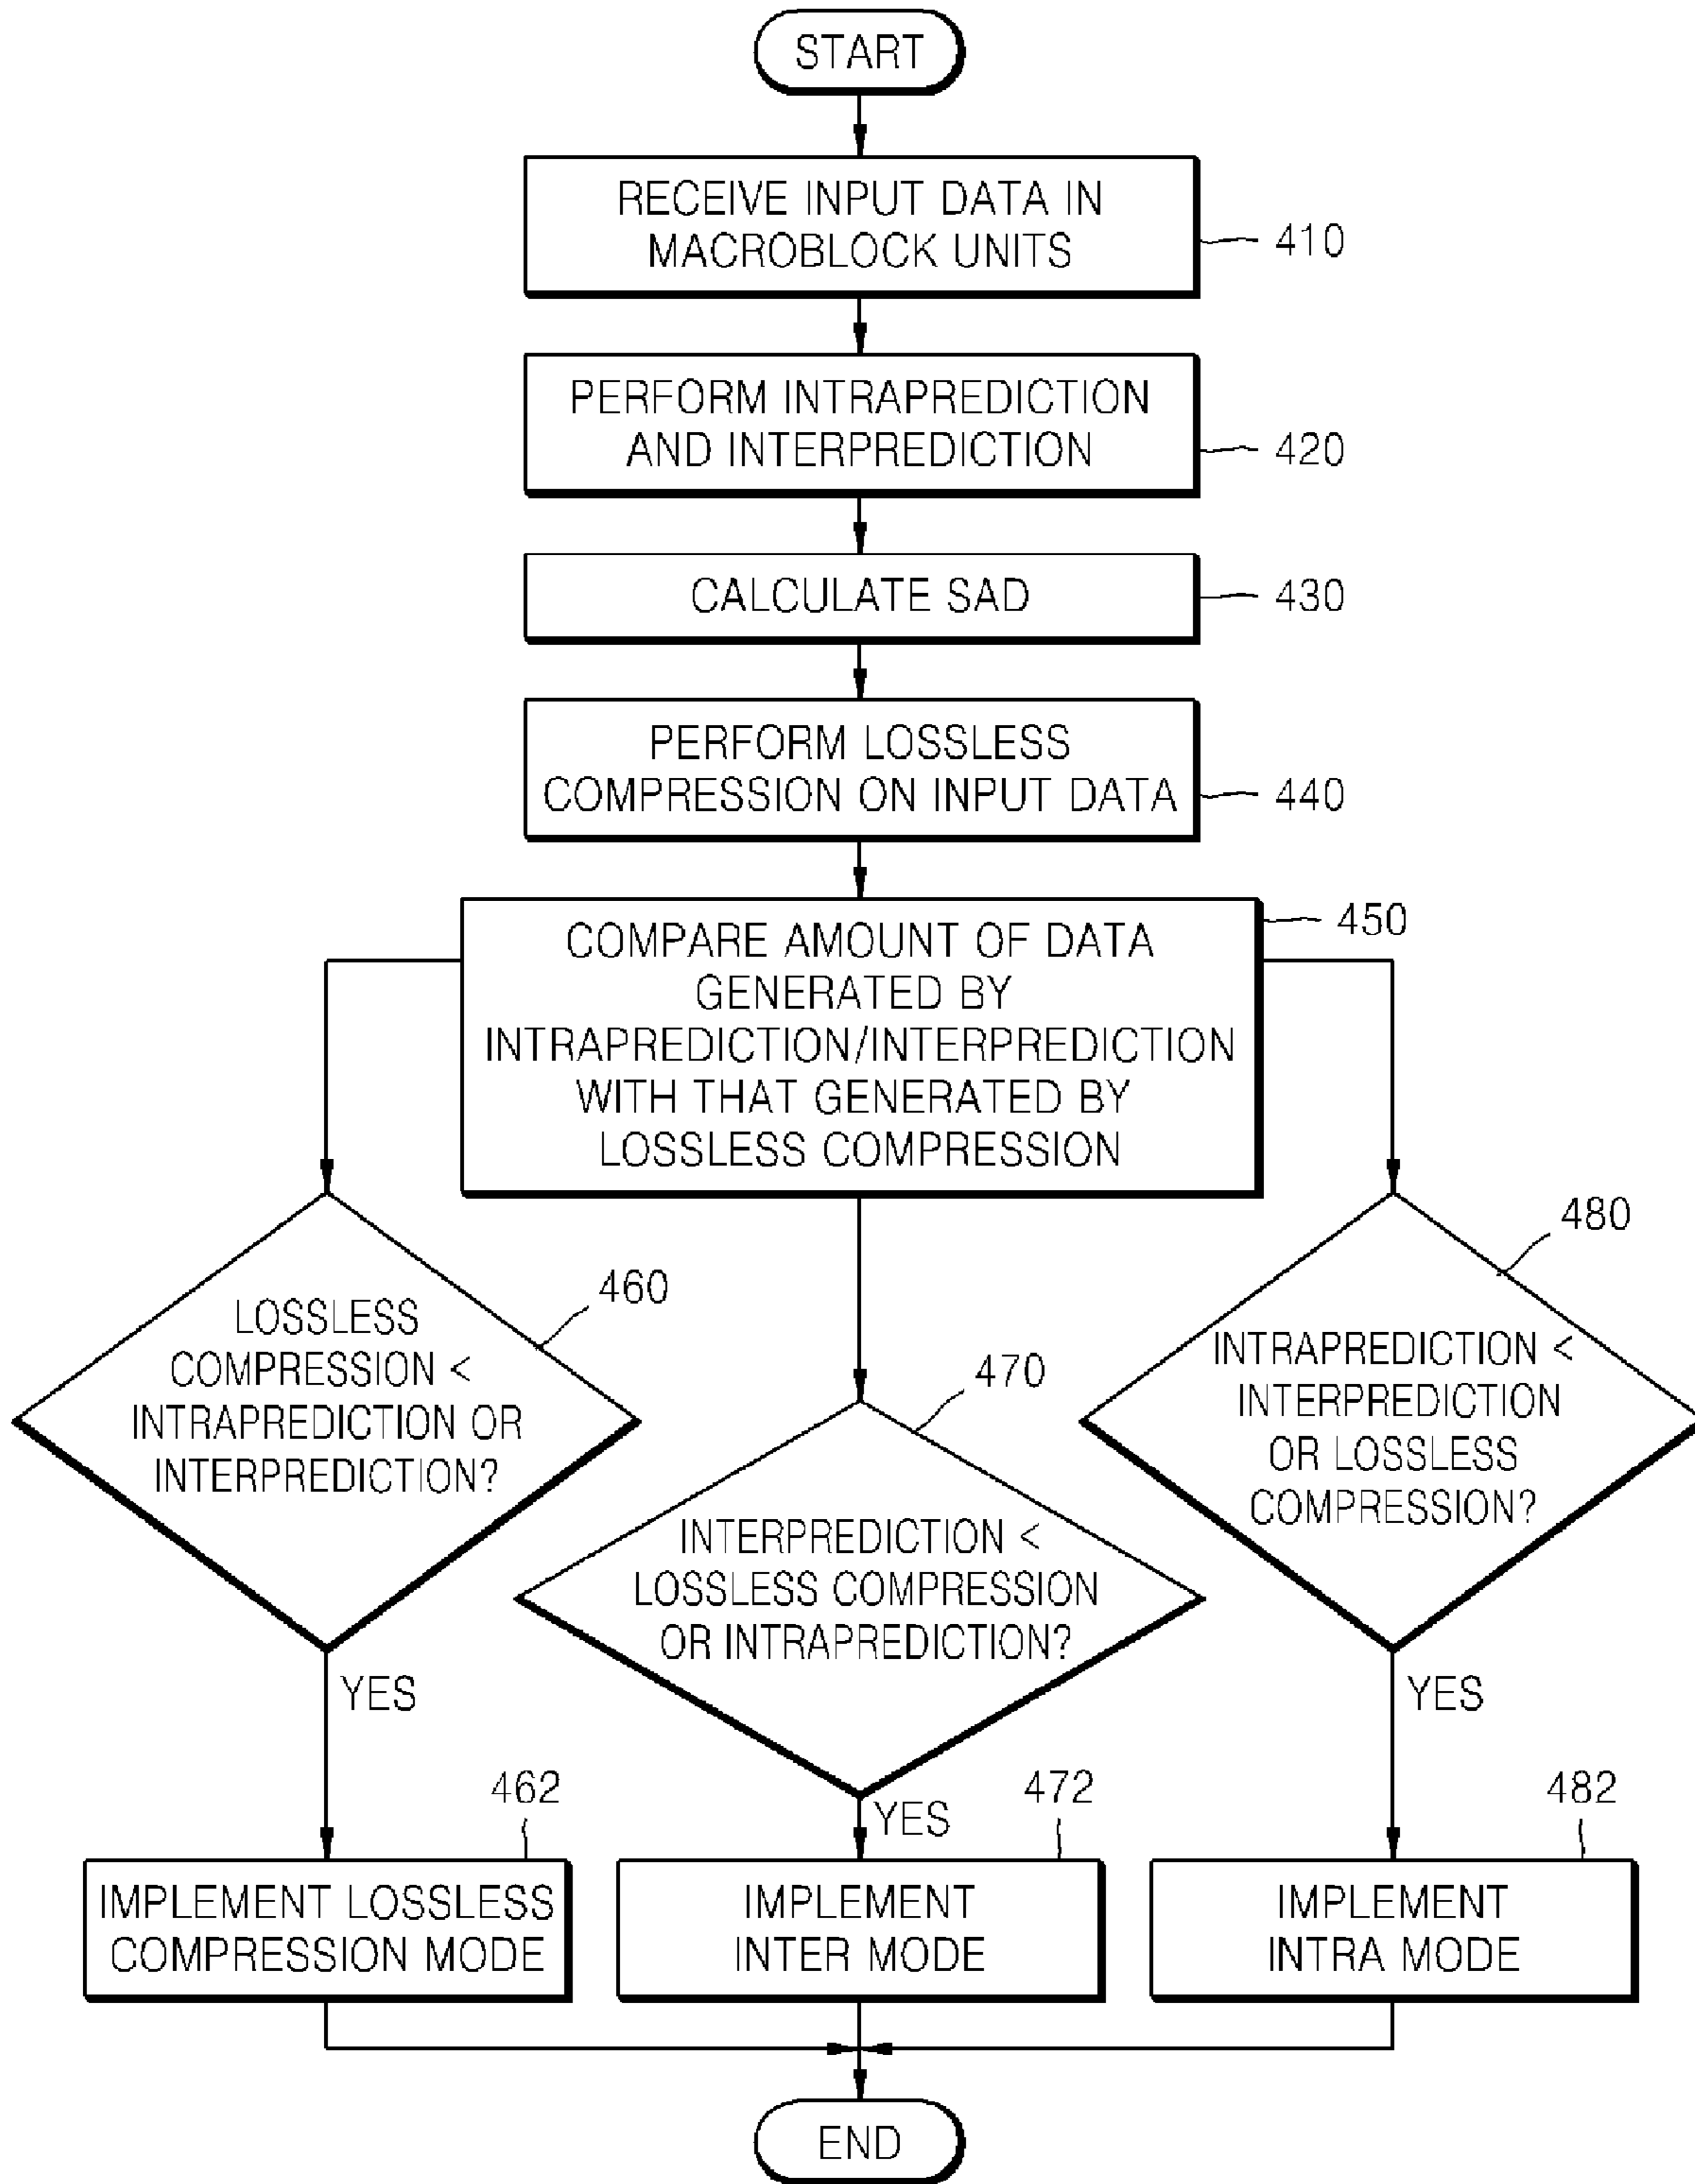 START
RECEIVE INPUT DATA IN
MACROBLOCK UNITS
410
PERFORM INTRAPREDICTION
AND INTERPREDICTION
420
CALCULATE SAD
430
PERFORM LOSSLESS
COMPRESSION ON INPUT DATA
440
COMPARE AMOUNT OF DATA
GENERATED BY
INTRAPREDICTION/INTERPREDICTION
WITH THAT GENERATED BY
LOSSLESS COMPRESSION
450
LOSSLESS
COMPRESSION <
INTRAPREDICTION OR
INTERPREDICTION?
460
YES
INTERPREDICTION <
LOSSLESS COMPRESSION
OR INTRAPREDICTION?
470
YES
INTRAPREDICTION <
INTERPREDICTION
OR LOSSLESS
COMPRESSION?
480
YES
462
IMPLEMENT LOSSLESS
COMPRESSION MODE
472
IMPLEMENT
INTER MODE
482
IMPLEMENT
INTRA MODE
END